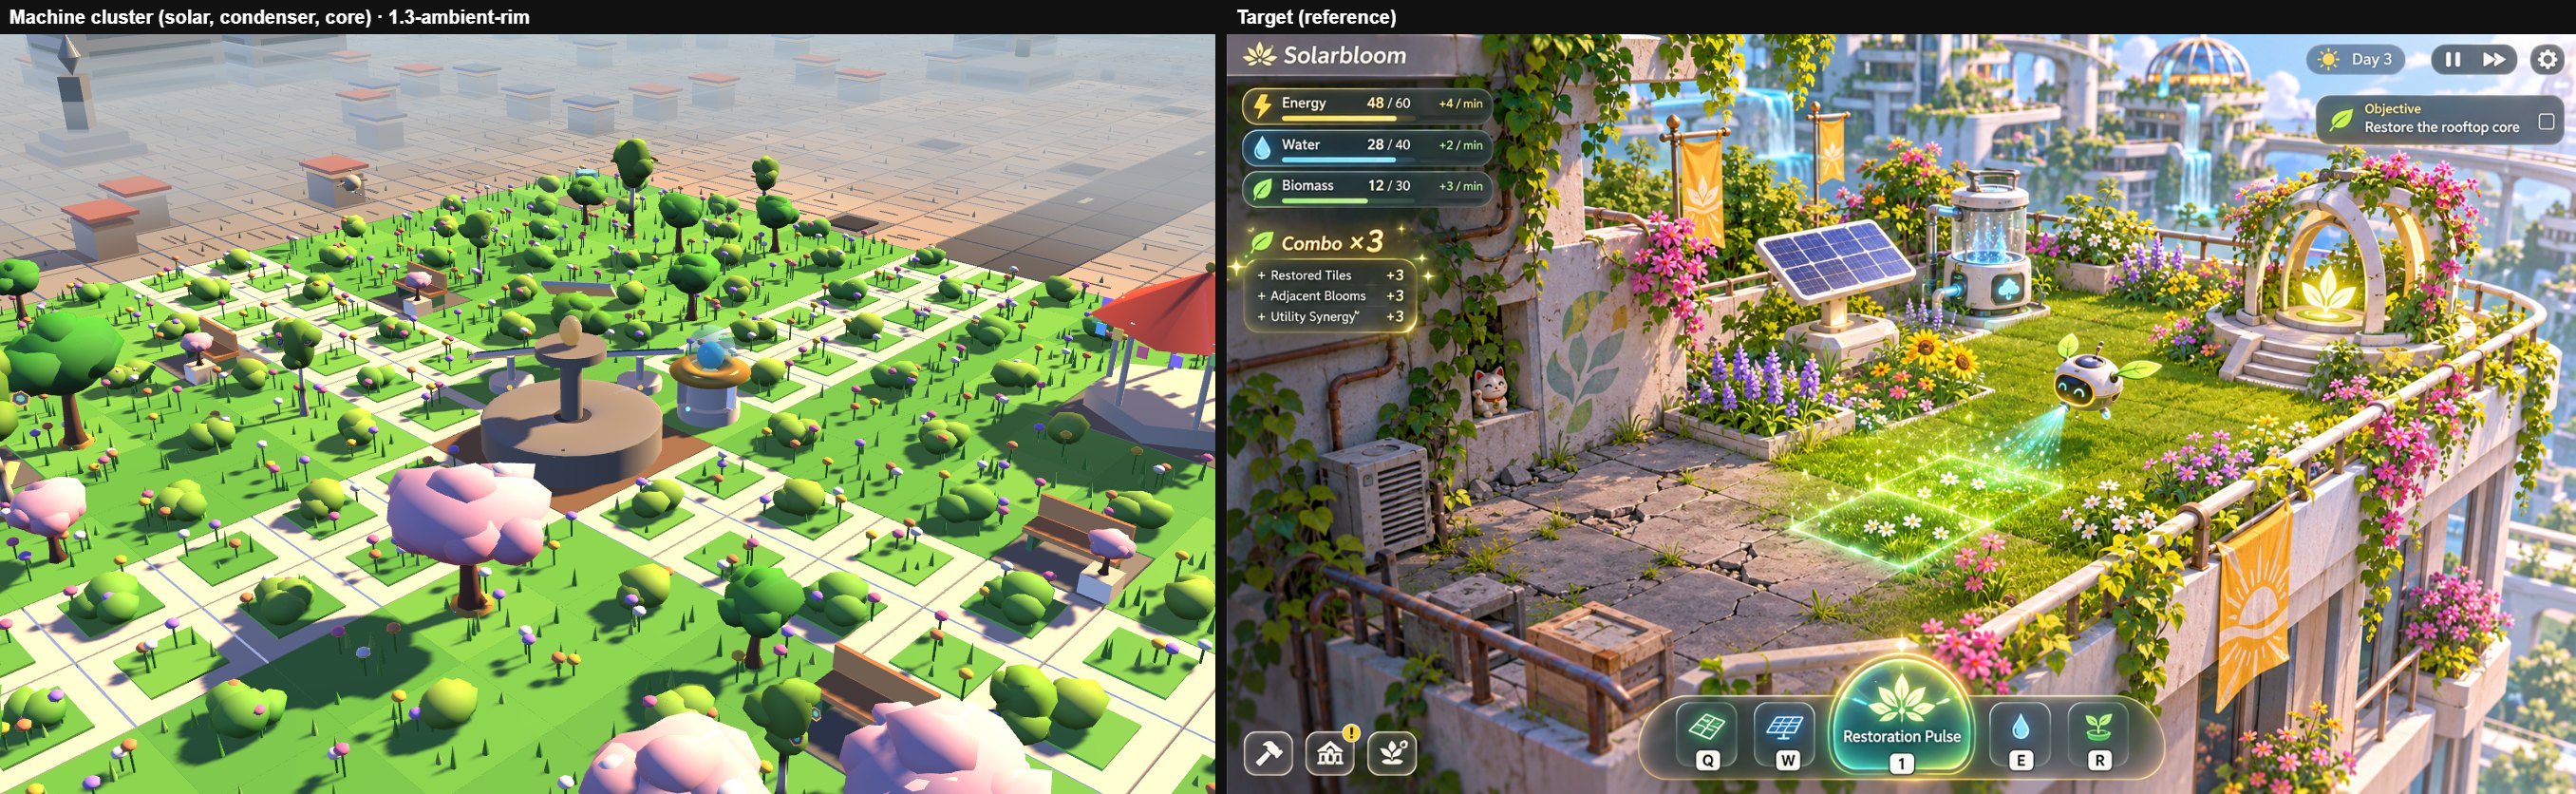 Machine cluster (solar, condenser, core) · 1.3-ambient-rim
Target (reference)
Solarbloom
Day 3
Energy 48 / 60 +4 / min
Water 28 / 40 +2 / min
Biomass 12 / 30 +3 / min
Objective
Restore the rooftop core
Combo ×3
+ Restored Tiles +3
+ Adjacent Blooms +3
+ Utility Synergy +3
!
Restoration Pulse
Q
W
1
E
R